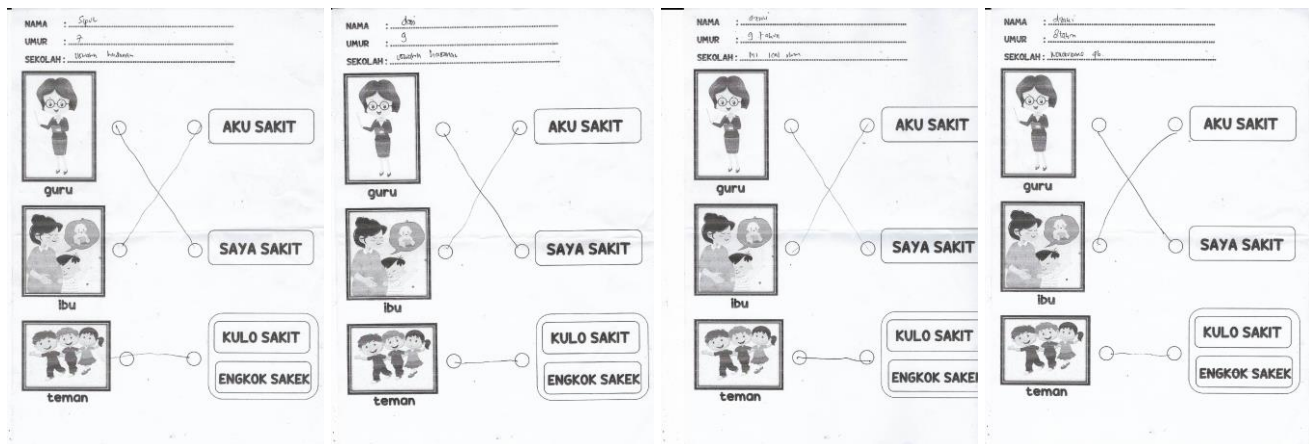 NAMA :
UMUR : 7
SEKOLAH :
AKU SAKIT
guru
SAYA SAKIT
ibu
KULO SAKIT
ENGKOK SAKEK
teman
NAMA :
UMUR : 9
SEKOLAH :
AKU SAKIT
guru
SAYA SAKIT
ibu
KULO SAKIT
ENGKOK SAKEK
teman
NAMA :
UMUR : 9
SEKOLAH :
AKU SAKIT
guru
SAYA SAKIT
ibu
KULO SAKIT
ENGKOK SAKE
teman
NAMA :
UMUR :
SEKOLAH :
AKU SAKIT
guru
SAYA SAKIT
ibu
KULO SAKIT
ENGKOK SAKEK
teman